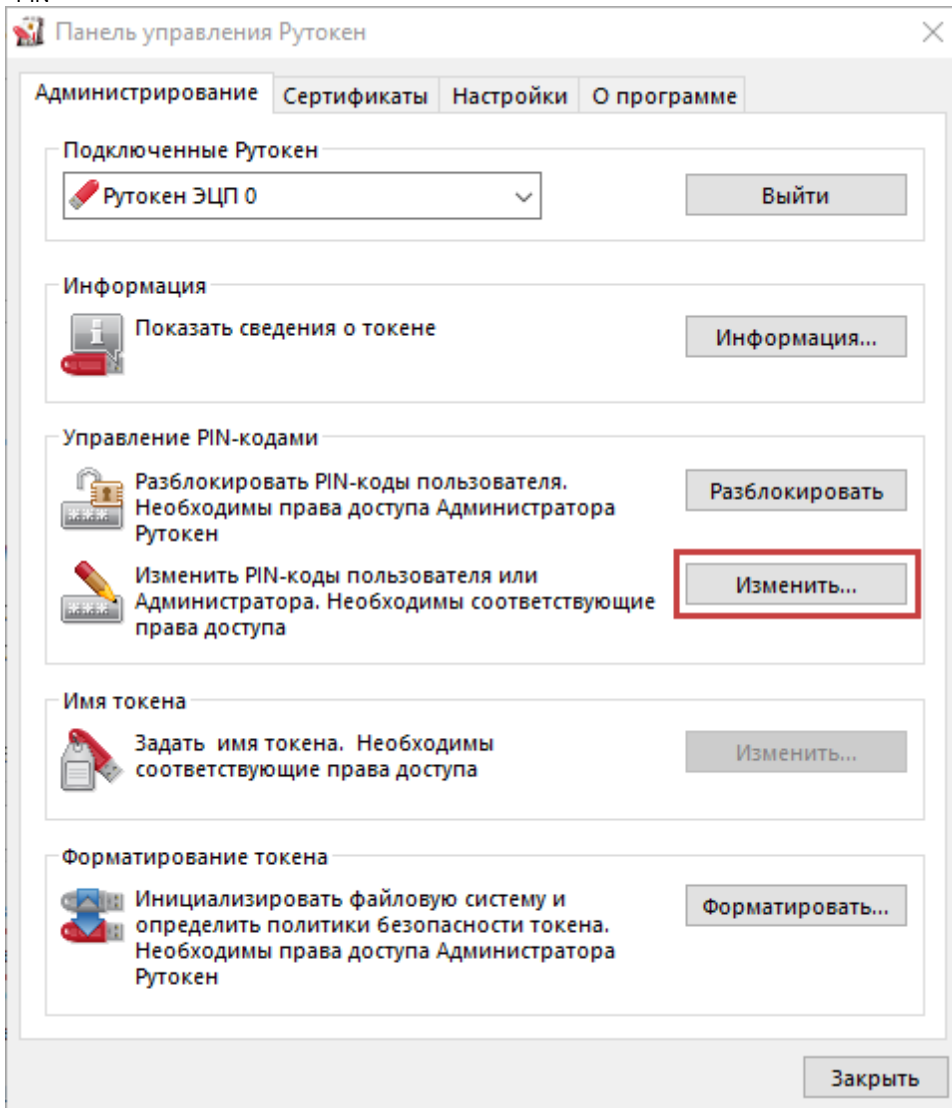 PIN
Панель управления Рутокен
Администрирование Сертификаты Настройки О программе
Подключенные Рутокен
Рутокен ЭЦП 0
Выйти
Информация
Показать сведения о токене
Информация...
Управление PIN-кодами
Разблокировать PIN-коды пользователя.
Необходимы права доступа Администратора
Рутокен
Разблокировать
Изменить PIN-коды пользователя или
Администратора. Необходимы соответствующие
права доступа
Изменить...
Имя токена
Задать имя токена. Необходимы
соответствующие права доступа
Изменить...
Форматирование токена
Инициализировать файловую систему и
определить политики безопасности токена.
Необходимы права доступа Администратора
Рутокен
Форматировать...
Закрыть